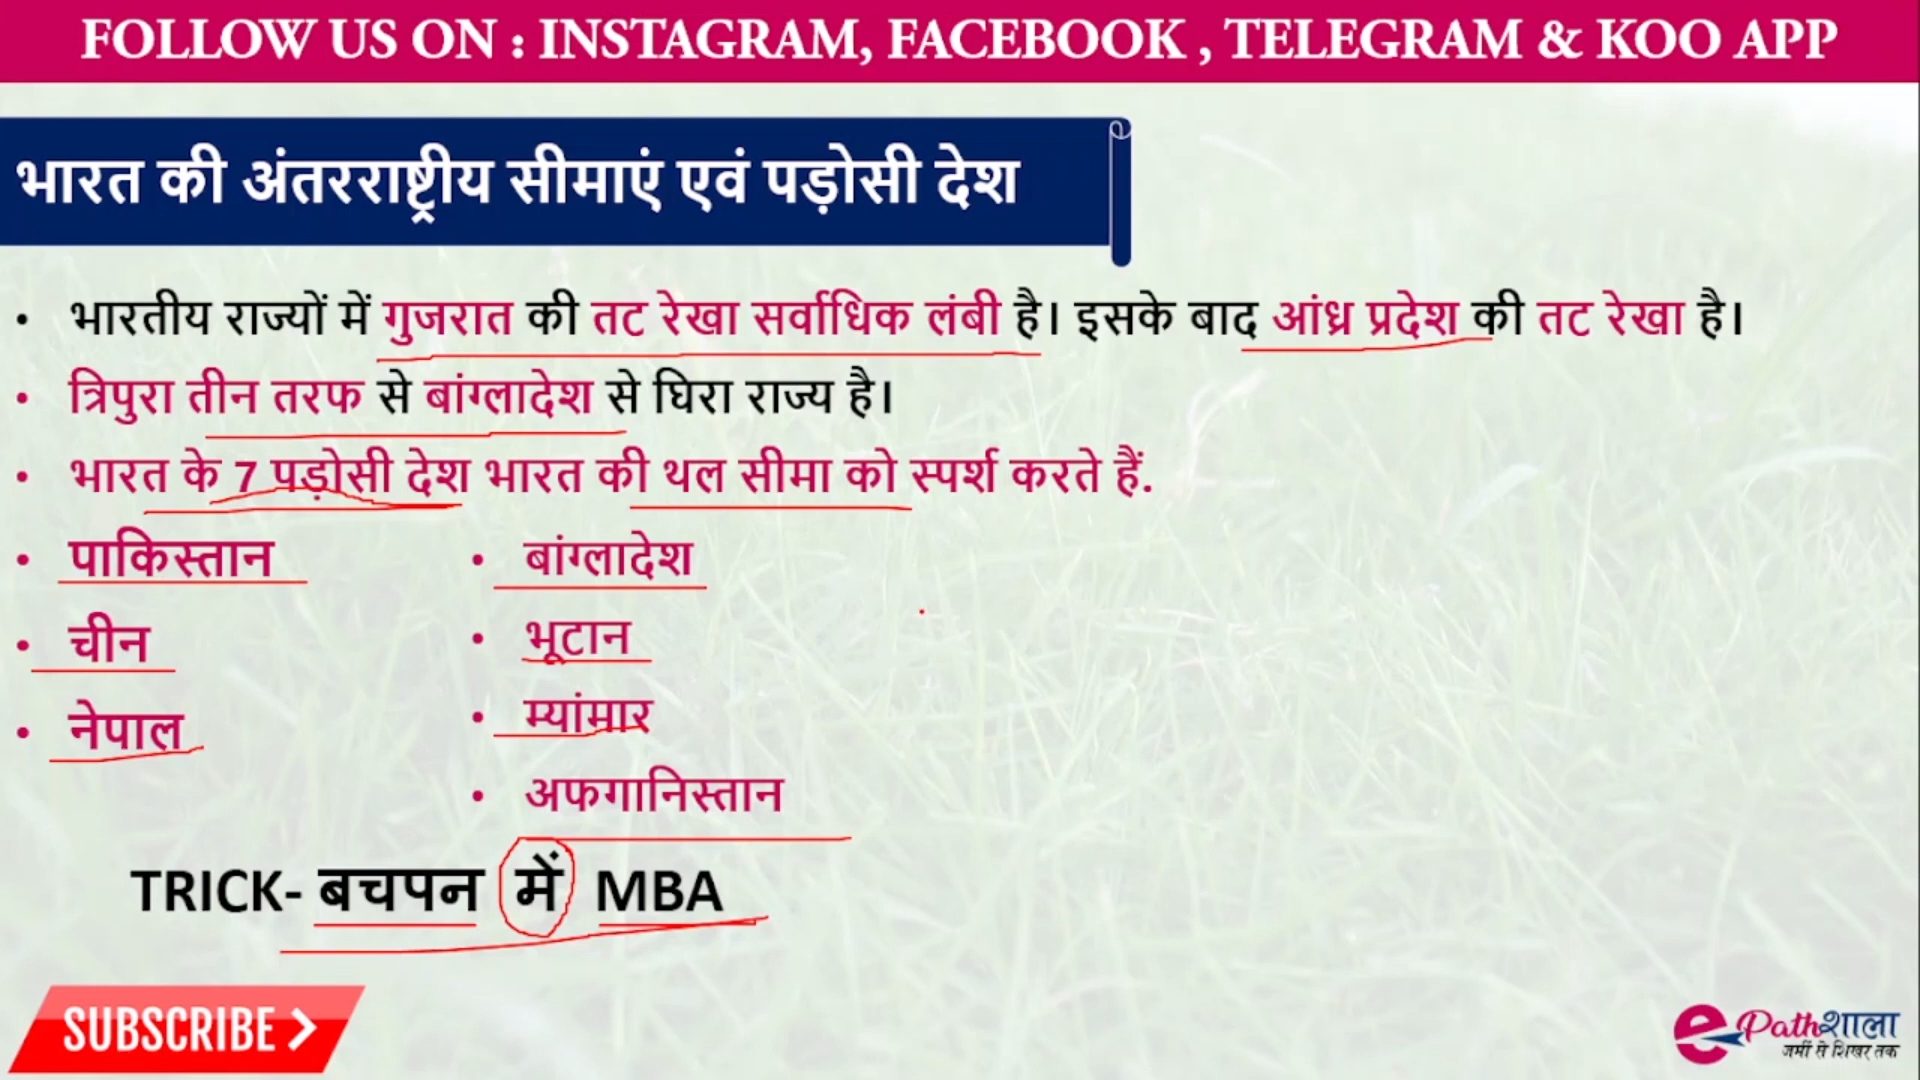 FOLLOW US ON : INSTAGRAM, FACEBOOK , TELEGRAM & KOO APP
भारत की अंतरराष्ट्रीय सीमाएं एवं पड़ोसी देश
• भारतीय राज्यों में गुजरात की तट रेखा सर्वाधिक लंबी है। इसके बाद आंध्र प्रदेश की तट रेखा है।
• त्रिपुरा तीन तरफ से बांग्लादेश से घिरा राज्य है।
• भारत के 7 पड़ोसी देश भारत की थल सीमा को स्पर्श करते हैं.
• पाकिस्तान
• चीन
• नेपाल
• बांग्लादेश
• भूटान
• म्यांमार
• अफगानिस्तान
TRICK- बचपन में MBA
SUBSCRIBE
ePathशाला
जमीं से शिखर तक